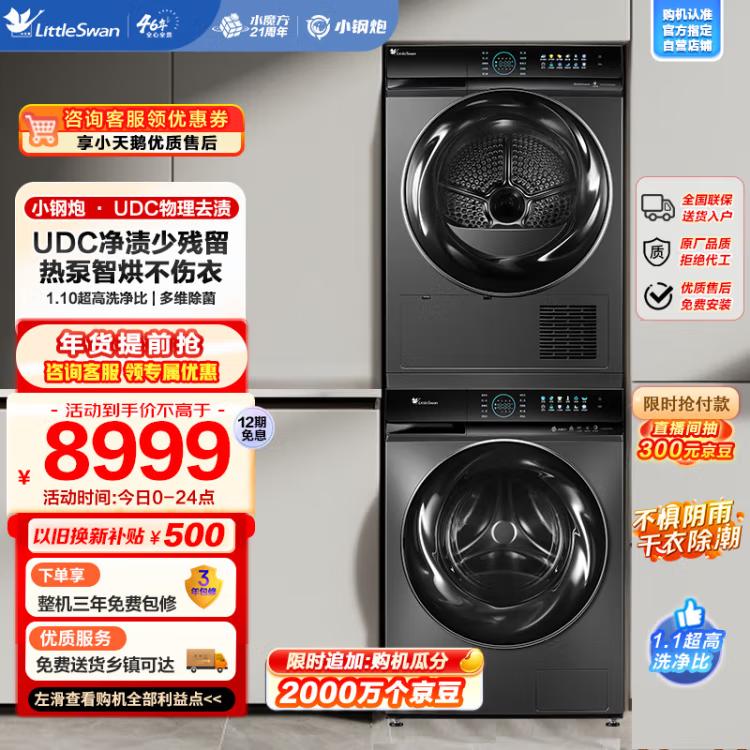 LittleSwan
46年
全心全意
小魔方
21周年
小钢炮
购机认准
官方指定
自营店铺
咨询客服领优惠券
享小天鹅优质售后
小钢炮·UDC物理去渍
UDC净渍少残留
热泵智烘不伤衣
1.10超高洗净比|多维除菌
年货提前抢
咨询客服 领专属优惠
- 活动到手价不高于 -
¥8999
12期
免息
活动时间:今日0-24点
以旧换新补贴¥500
下单享
整机三年免费包修
3
年包修
优质服务
免费送货乡镇可达
左滑查看购机全部利益点<<
限时追加:购机瓜分
2000万个京豆
LittleSwan
LittleSwan
全国联保
送货入户
质
原厂品质
拒绝代工
优质售后
免费安装
限时抢付款
直播间抽
300元京豆
不惧阴雨
干衣除潮
1.1超高
洗净比